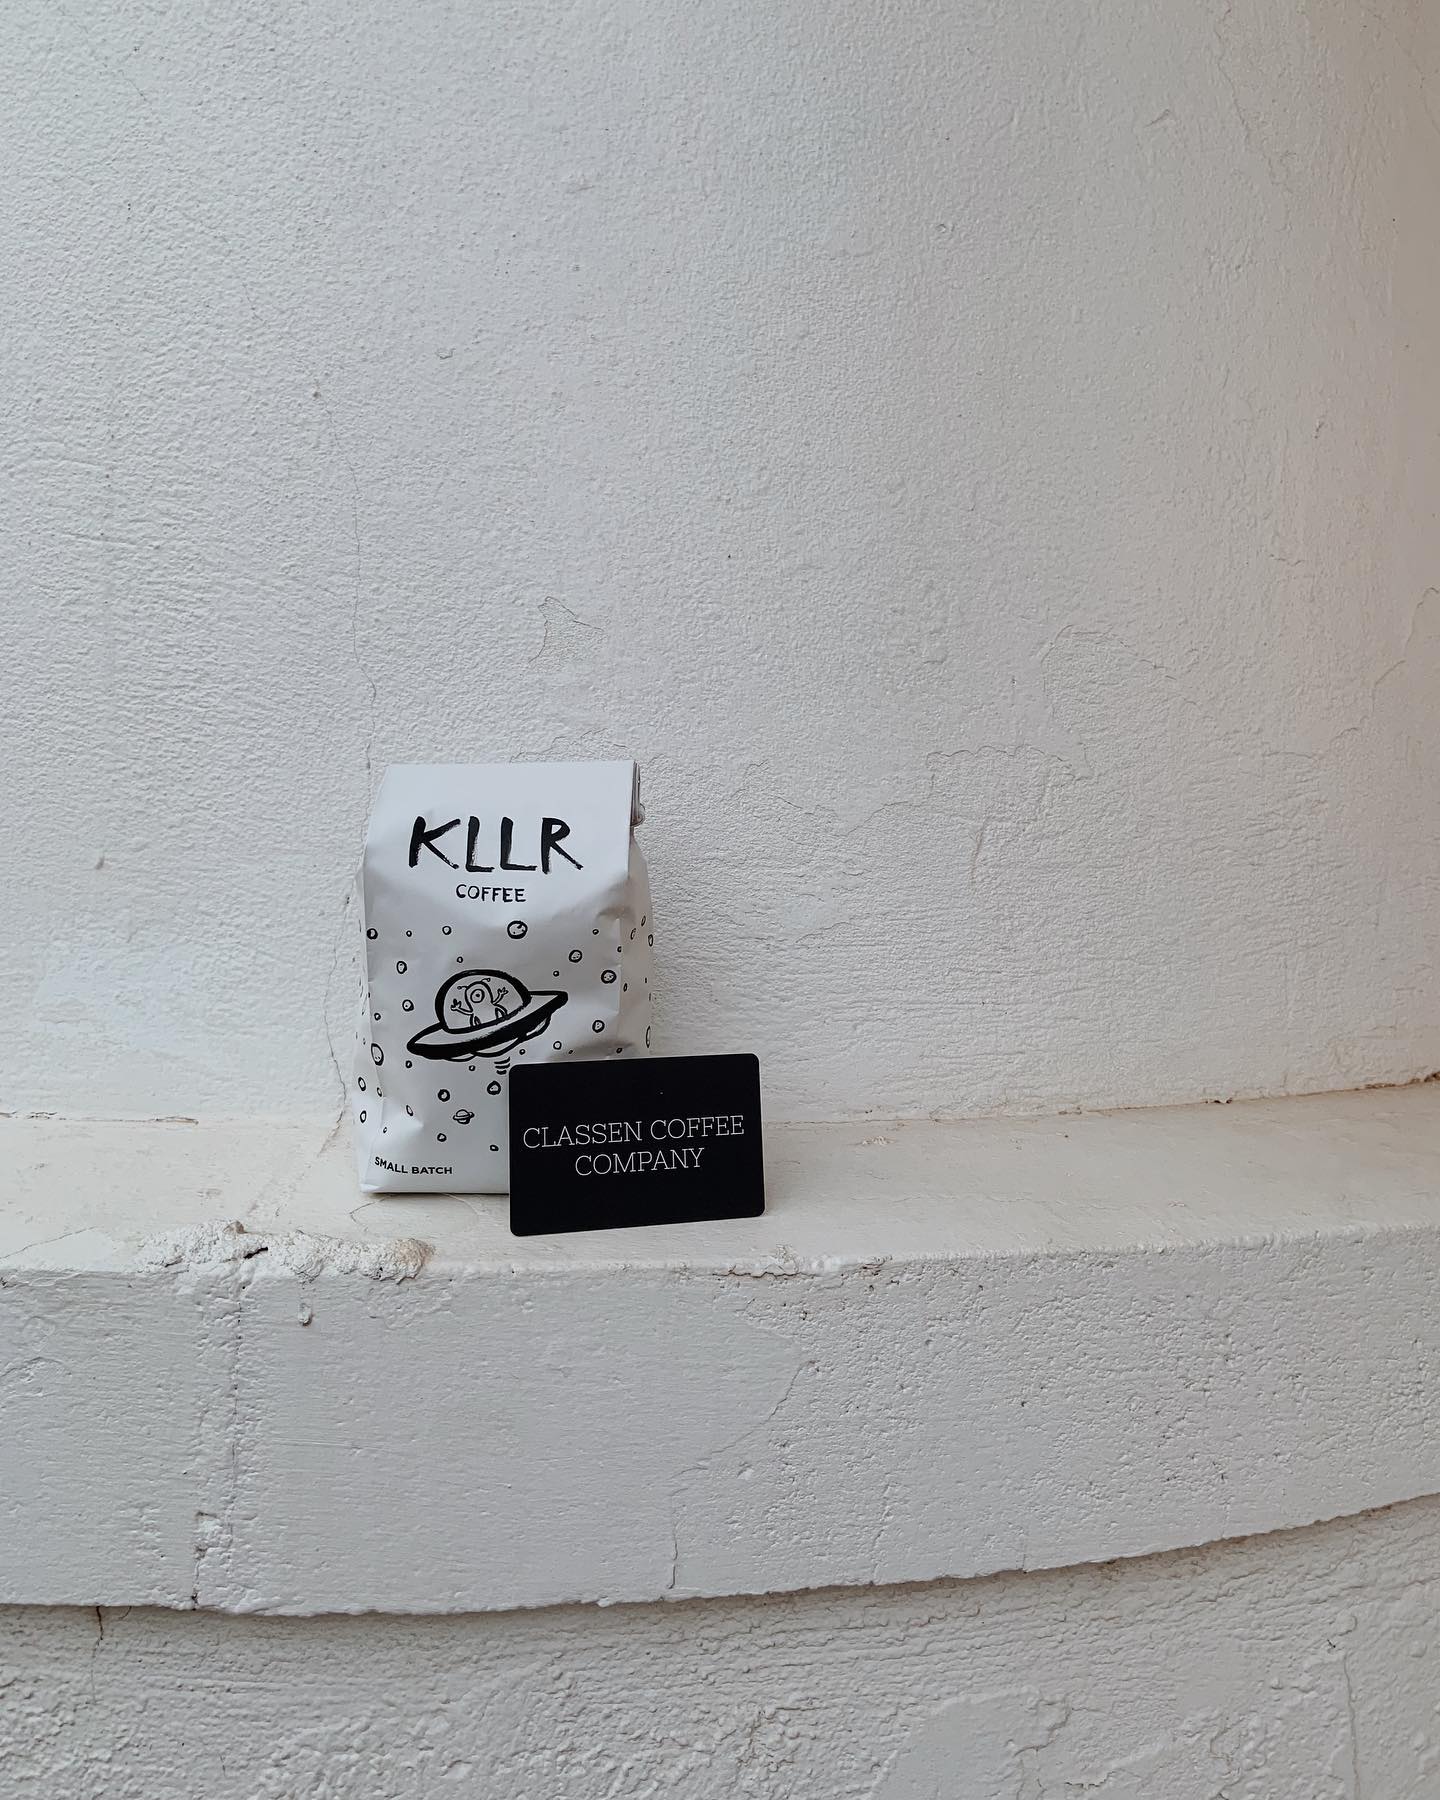 KLLR
COFFEE
SMALL BATCH
CLASSEN COFFEE
COMPANY